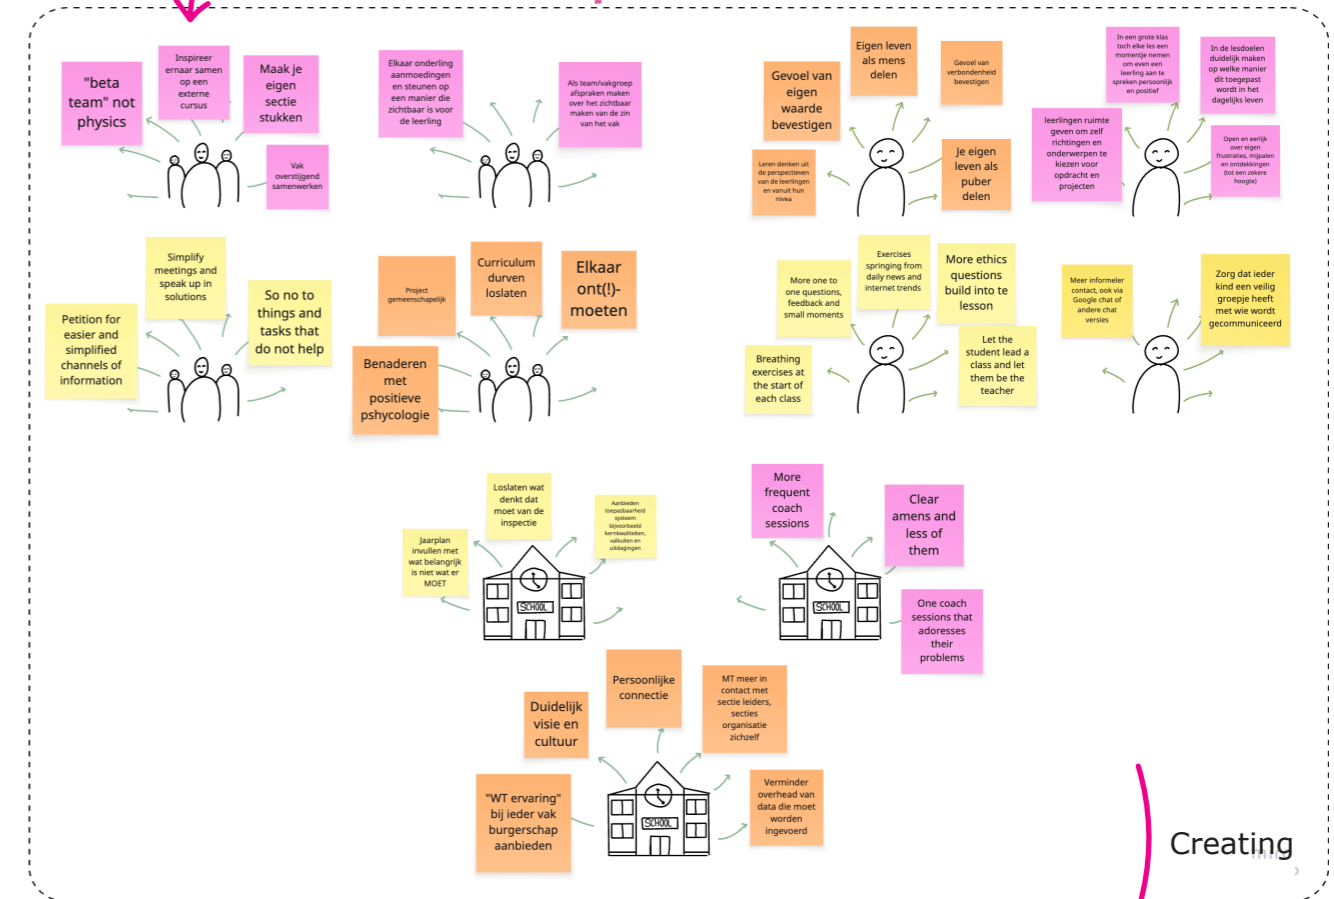 "beta
team" not
physics
Inspireer
ernaar samen
op een
externe
cursus
Maak je
eigen
sectie
stukken
Vak
overstijgend
samenwerken
Elkaar onderling
aanmoedingen
en steunen op
een manier die
zichtbaar is voor
de leerling
Als team/vakgroep
afspraken maken
over het zichtbaar
maken van de zin
van het vak
Gevoel van
eigen
waarde
bevestigen
Eigen leven
als mens
delen
Gevoel van
verbondenheid
bevestigen
Leren denken uit
de perspectieven
van de leerlingen
en vanuit hun
nivea
Je eigen
leven als
puber
delen
In een grote klas
toch elke les een
momentje nemen
om even een
leerling aan te
spreken persoonlijk
en positief
In de lesdoelen
duidelijk maken
op welke manier
dit toegepast
wordt in het
dagelijks leven
leerlingen ruimte
geven om zelf
richtingen en
onderwerpen te
kiezen voor
opdracht en
projecten
Open en eerlijk
over eigen
frustraties, mijpalen
en ontdekkingen
(tot een zekere
hoogte)
Simplify
meetings and
speak up in
solutions
Petition for
easier and
simplified
channels of
information
So no to
things and
tasks that
do not help
Project
gemeenschapelijk
Curriculum
durven
loslaten
Elkaar
ont(!)-
moeten
Benaderen
met
positieve
pshycologie
More one to
one questions,
feedback and
small moments
Exercises
springing from
daily news and
internet trends
More ethics
questions
build into te
lesson
Breathing
exercises at
the start of
each class
Let the
student lead a
class and let
them be the
teacher
Meer informeler
contact, ook via
Google chat of
andere chat
versies
Zorg dat ieder
kind een veilig
groepje heeft
met wie wordt
gecommuniceerd
Loslaten wat
denkt dat
moet van de
inspectie
Jaarplan
invullen met
wat belangrijk
is niet wat er
MOET
Aanbieden
toepasbaarheid
systeem
bijvoorbeeld
kernkwaliteiten,
valkuilen en
uitdagingen
SCHOOL
More
frequent
coach
sessions
Clear
amens and
less of
them
One coach
sessions that
adoresses
their
problems
SCHOOL
Persoonlijke
connectie
Duidelijk
visie en
cultuur
MT meer in
contact met
sectie leiders,
secties
organisatie
zichzelf
"WT ervaring"
bij ieder vak
burgerschap
aanbieden
Verminder
overhead van
data die moet
worden
ingevoerd
SCHOOL
Creating